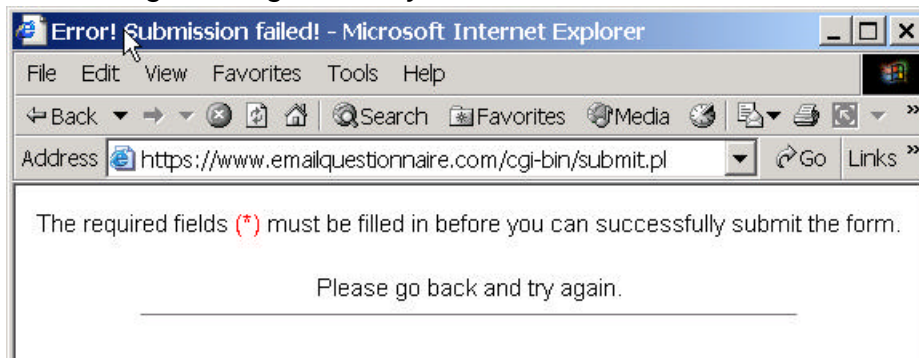 Error! Submission failed! - Microsoft Internet Explorer
File Edit View Favorites Tools Help
Back Search Favorites Media »
Address https://www.emailquestionnaire.com/cgi-bin/submit.pl Go Links »
The required fields (*) must be filled in before you can successfully submit the form.
Please go back and try again.